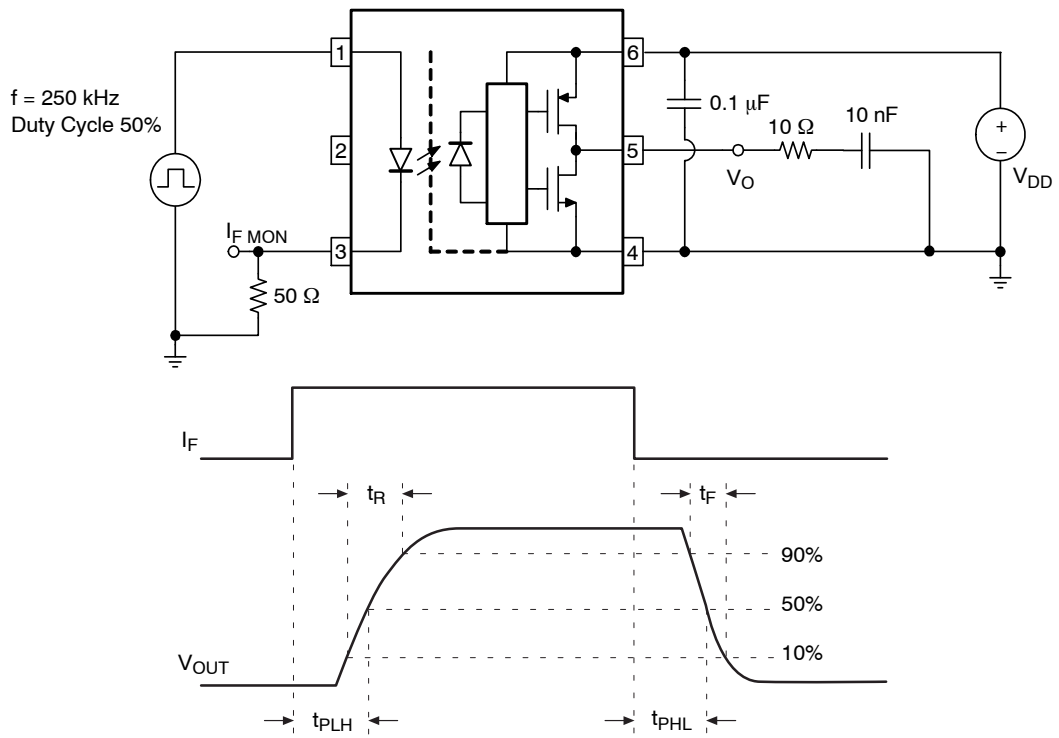 f = 250 kHz
Duty Cycle 50%
1
2
3
6
5
4
I_F MON
50 Ω
0.1 μF
10 Ω
10 nF
V_O
+
−
V_DD
I_F
t_R
t_F
90%
50%
10%
V_OUT
t_PLH
t_PHL